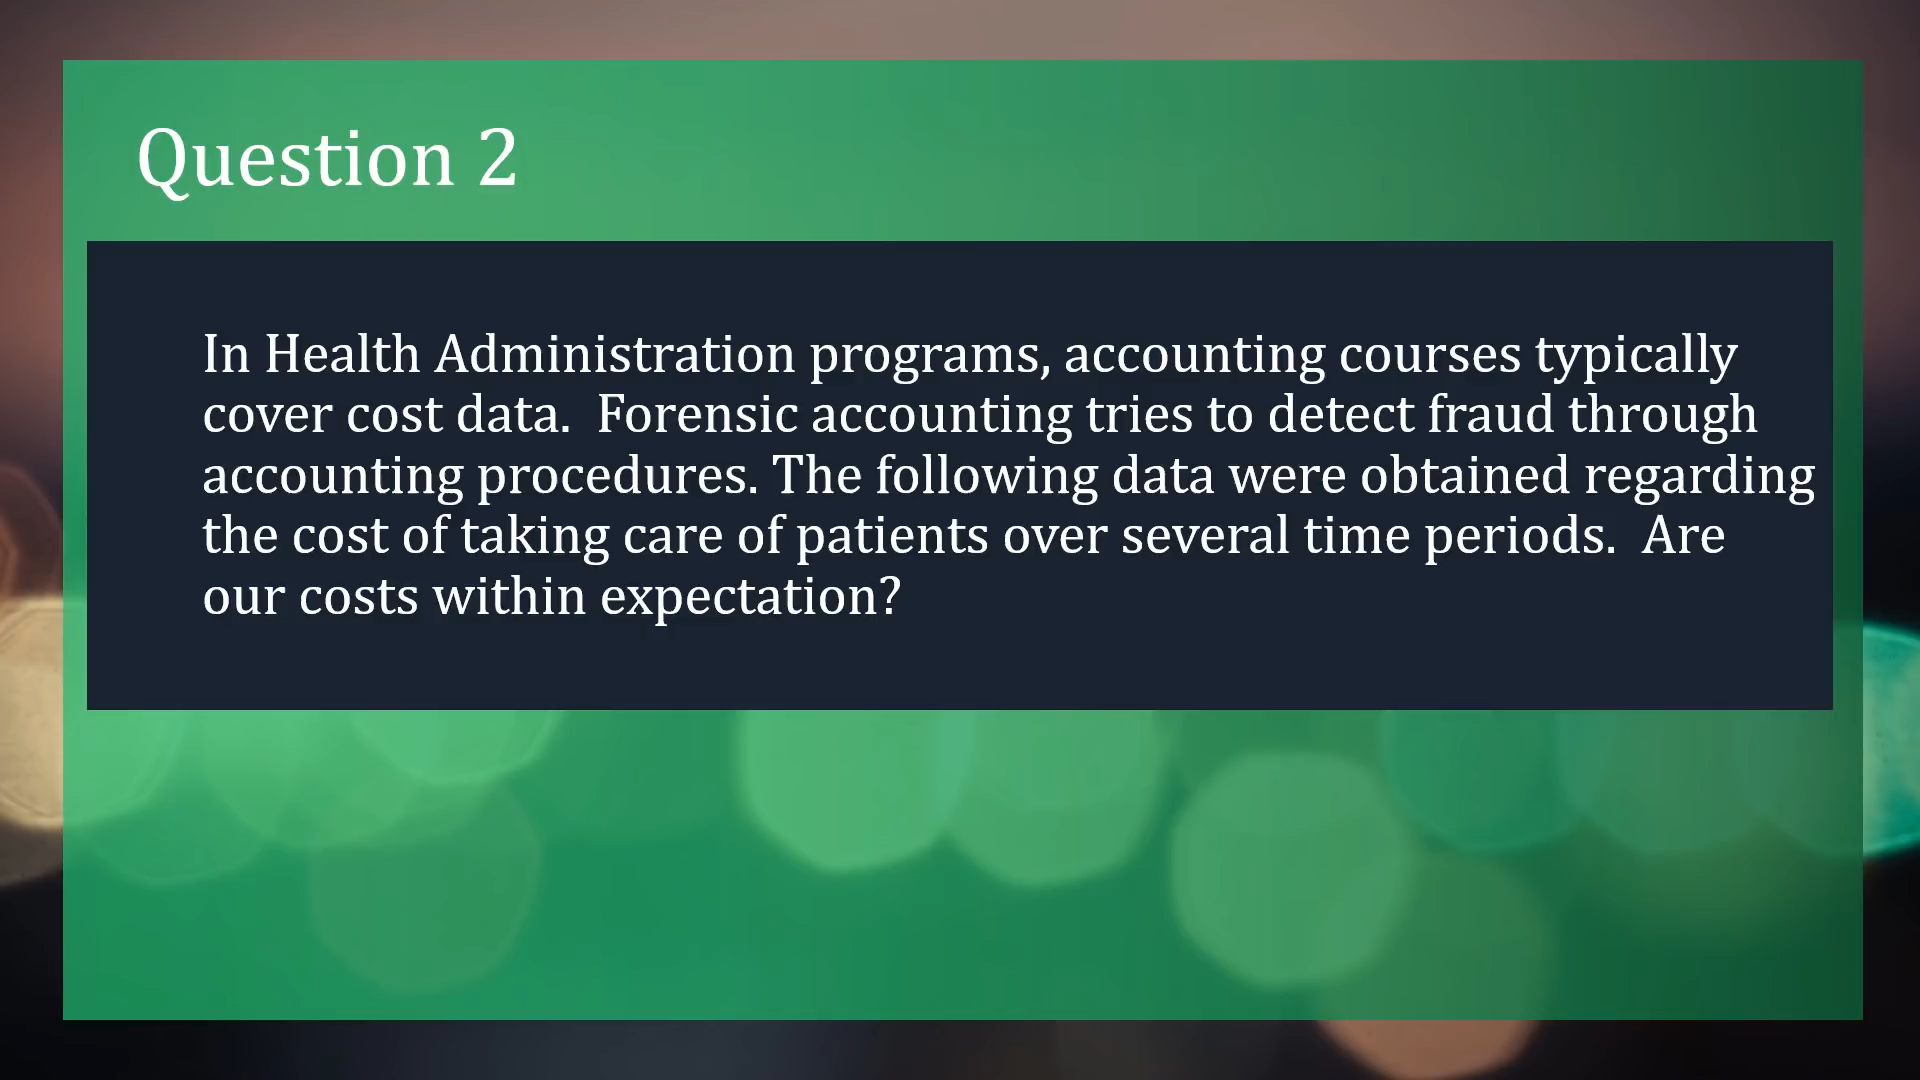 Question 2
In Health Administration programs, accounting courses typically
cover cost data.  Forensic accounting tries to detect fraud through
accounting procedures. The following data were obtained regarding
the cost of taking care of patients over several time periods.  Are
our costs within expectation?